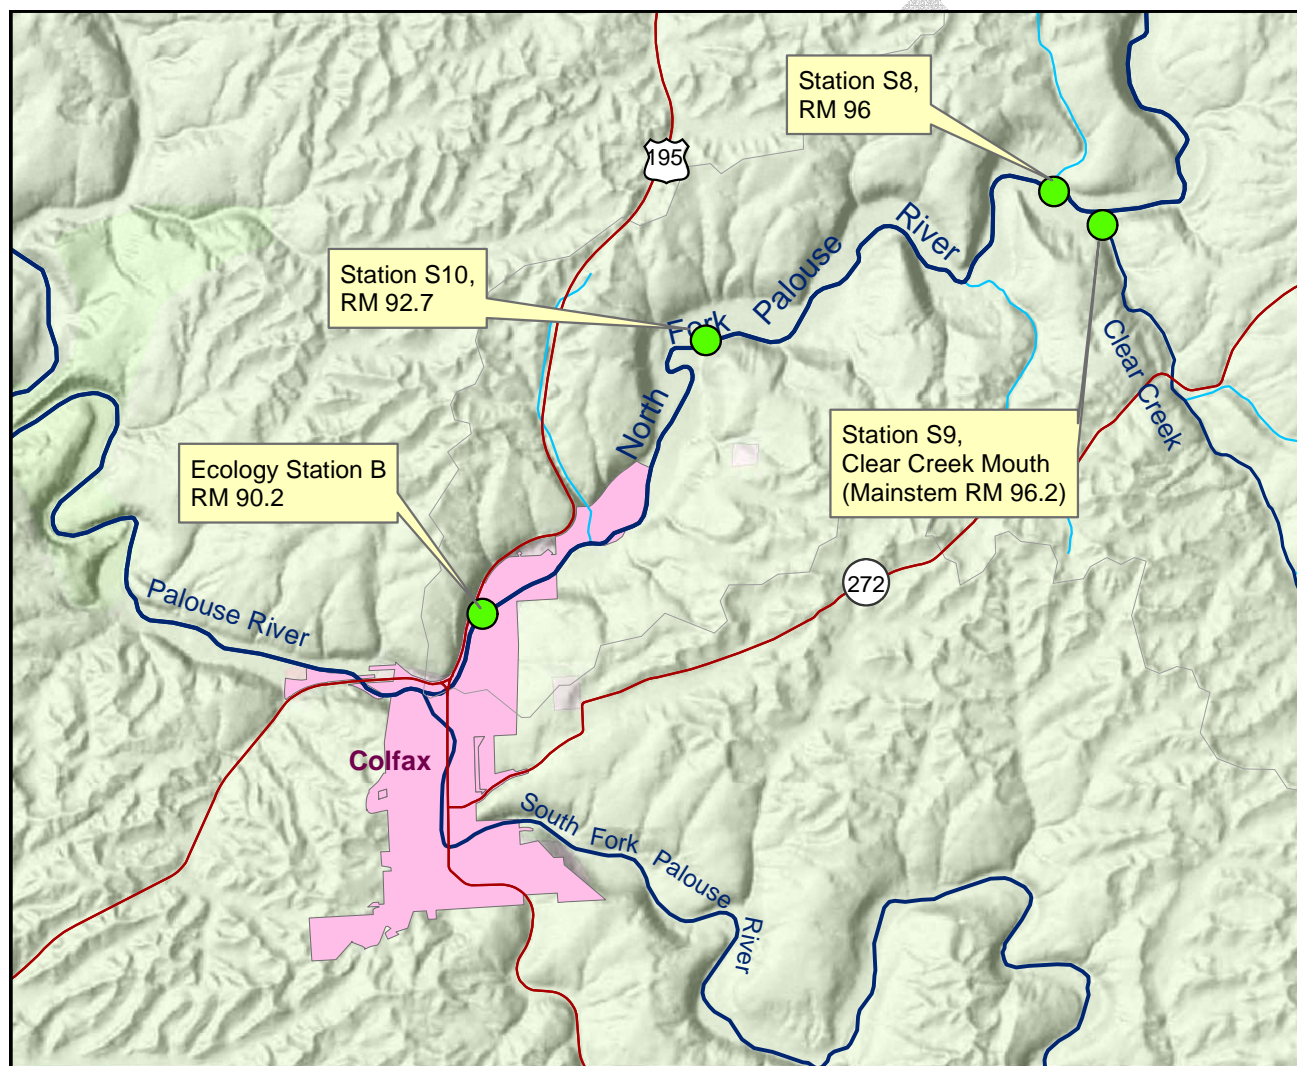 Station S8,
RM 96
195
Station S10,
RM 92.7
North Fork Palouse River
Clear Creek
Station S9,
Clear Creek Mouth
(Mainstem RM 96.2)
Ecology Station B
RM 90.2
272
Palouse River
Colfax
South Fork Palouse River